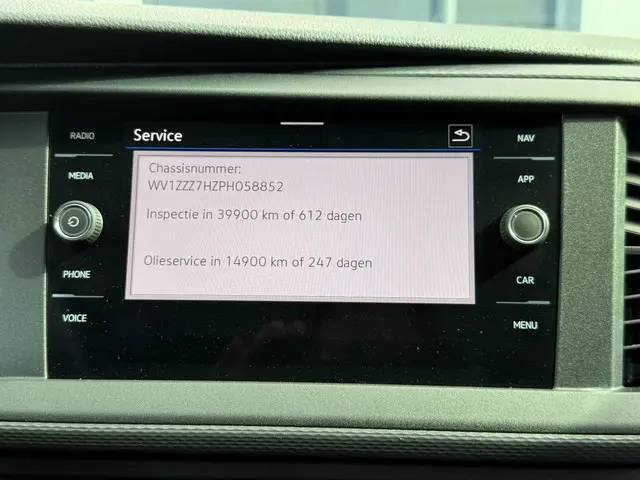 Service
RADIO
MEDIA
PHONE
VOICE
Chassisnummer:
WV1ZZZ7HZPH058852
Inspectie in 39900 km of 612 dagen
Olieservice in 14900 km of 247 dagen
NAV
APP
CAR
MENU